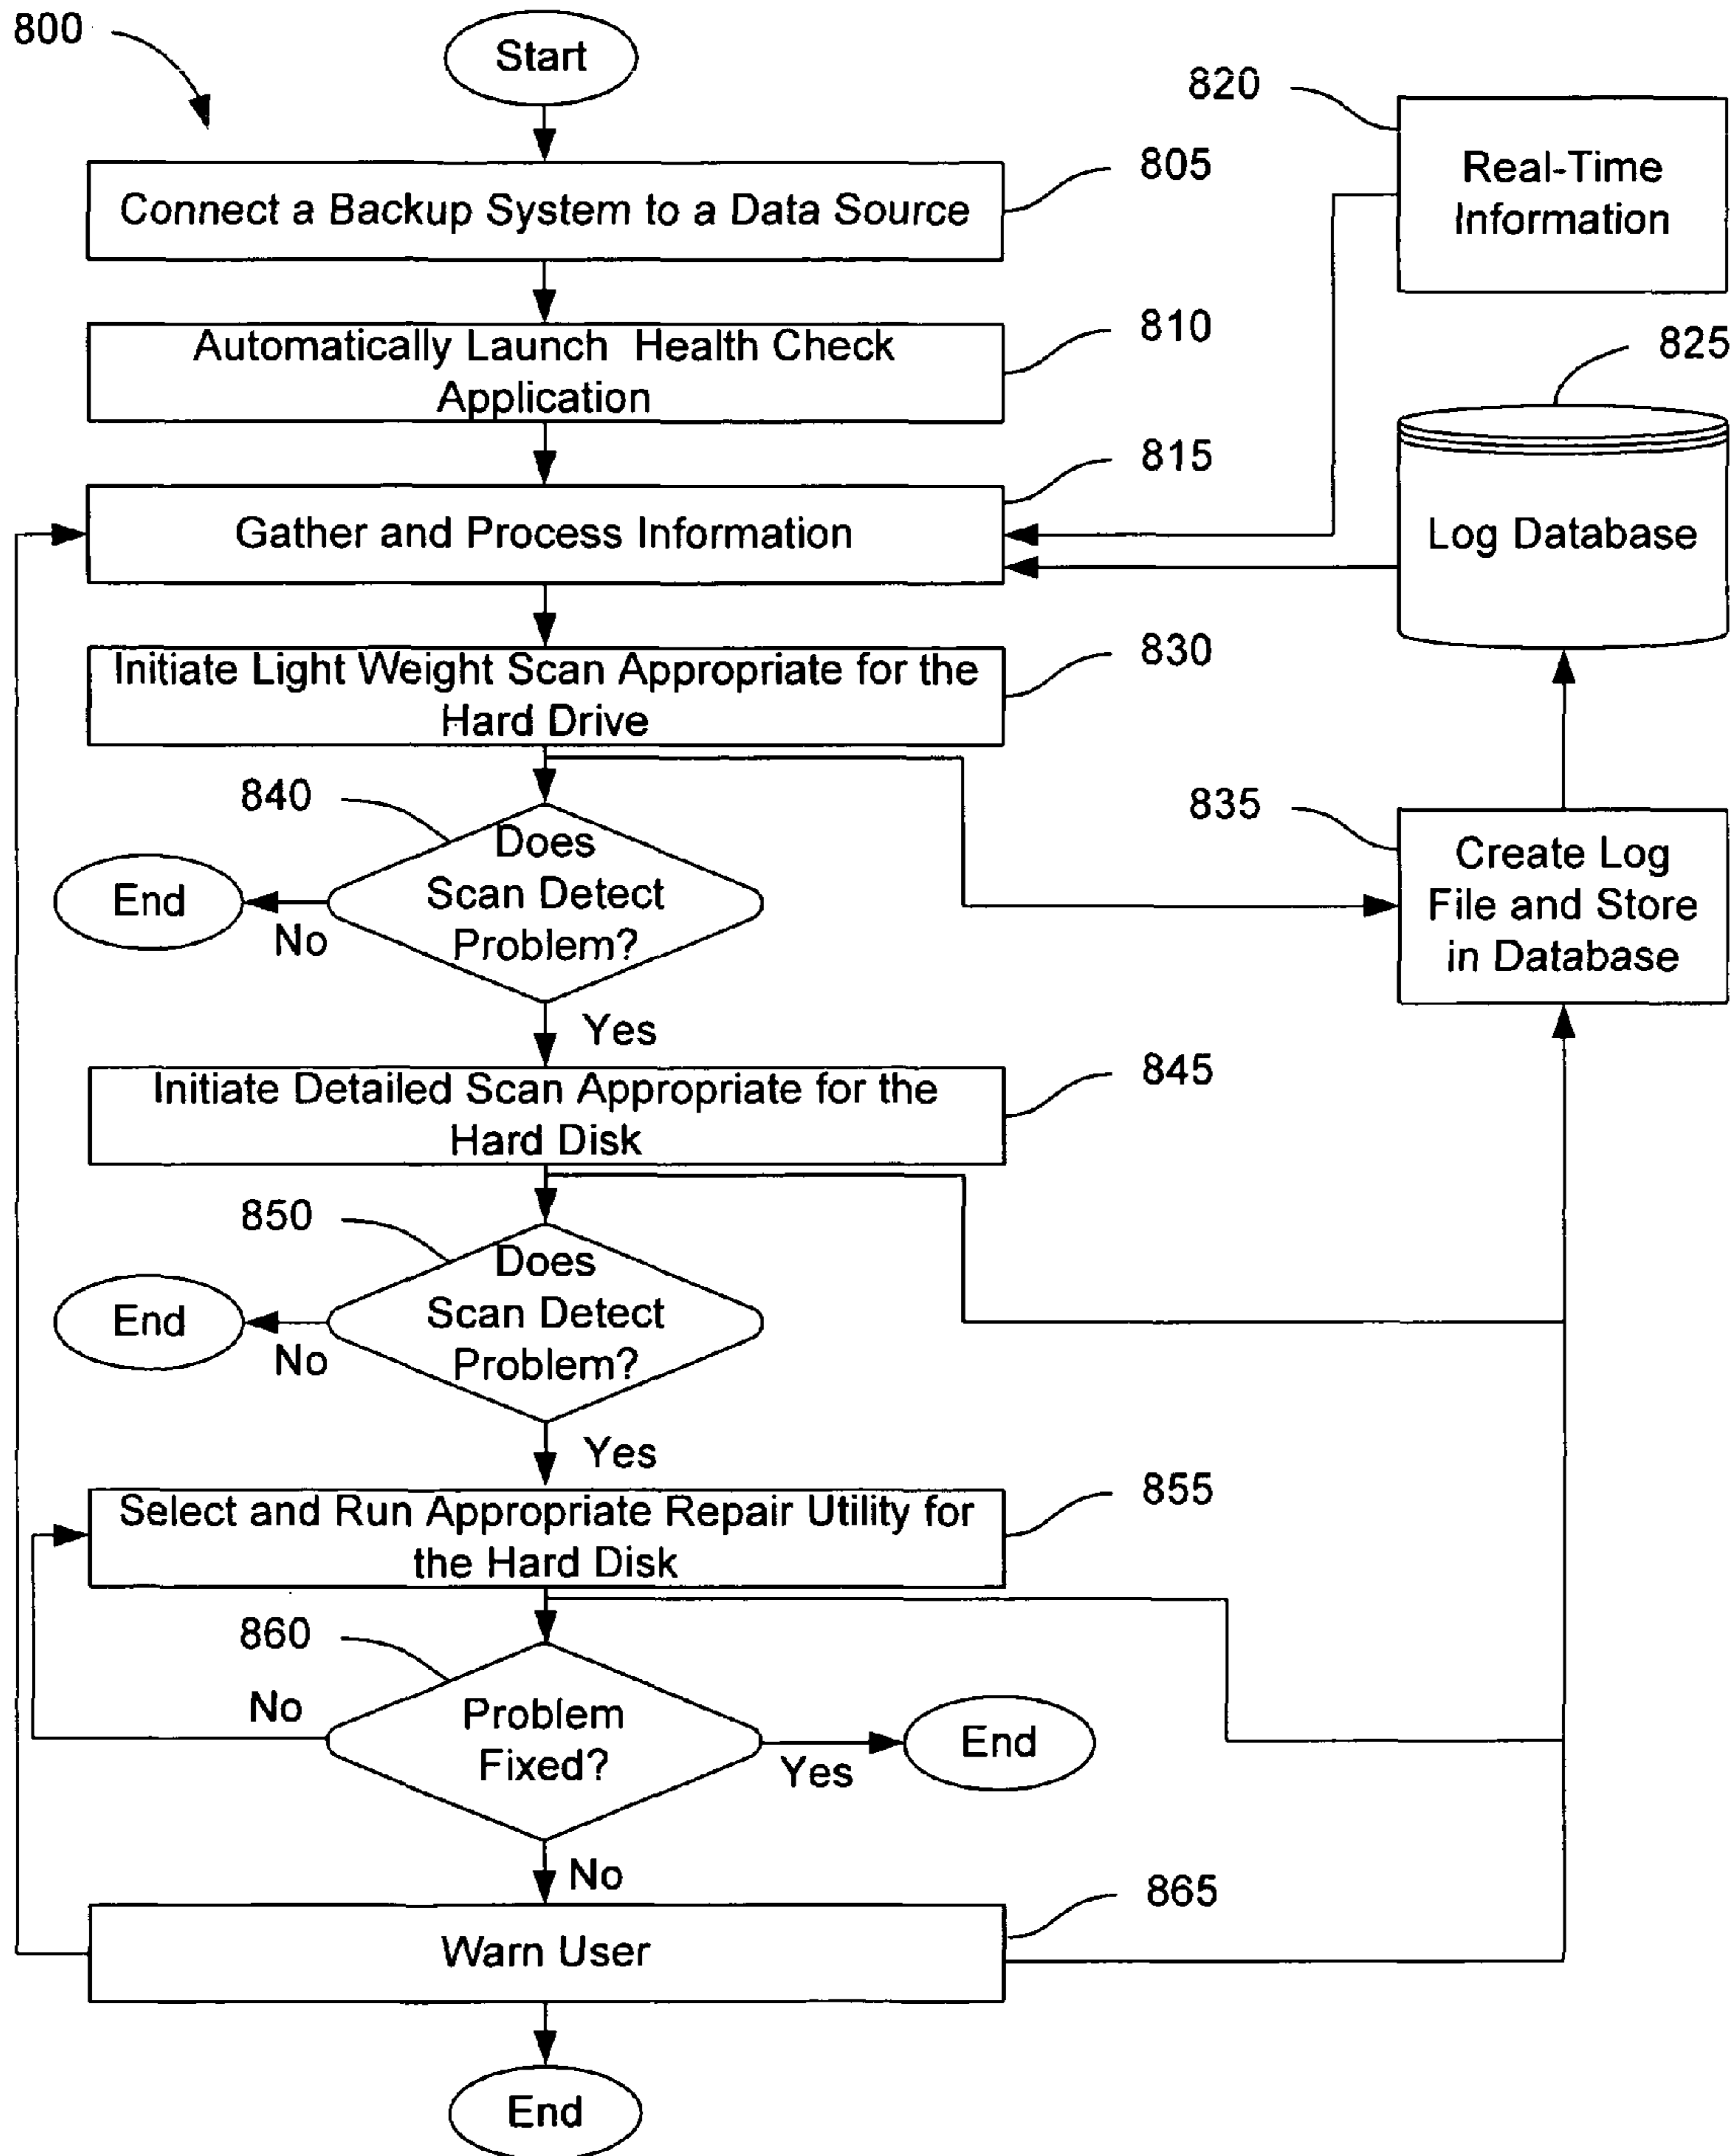 800
Start
820
Real-Time
Information
805
Connect a Backup System to a Data Source
810
Automatically Launch Health Check
Application
825
Log Database
815
Gather and Process Information
830
Initiate Light Weight Scan Appropriate for the
Hard Drive
840
Does
Scan Detect
Problem?
End
No
Yes
835
Create Log
File and Store
in Database
845
Initiate Detailed Scan Appropriate for the
Hard Disk
850
Does
Scan Detect
Problem?
End
No
Yes
855
Select and Run Appropriate Repair Utility for
the Hard Disk
860
No
Problem
Fixed?
Yes
End
No
865
Warn User
End